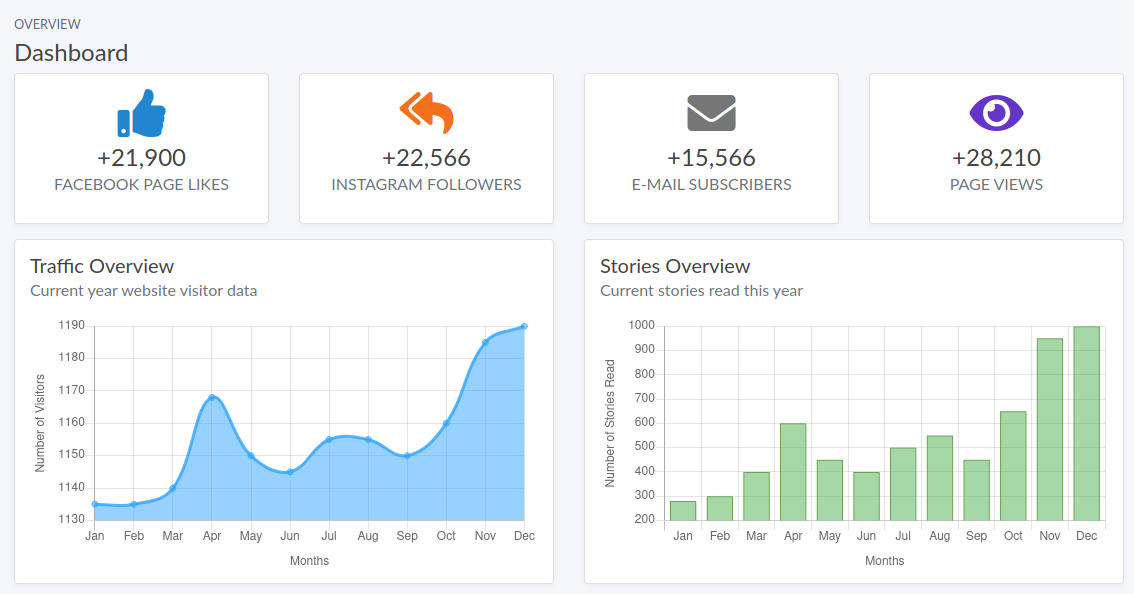 OVERVIEW
Dashboard
+21,900
FACEBOOK PAGE LIKES
+22,566
INSTAGRAM FOLLOWERS
+15,566
E-MAIL SUBSCRIBERS
+28,210
PAGE VIEWS
Traffic Overview
Current year website visitor data
1190
1180
1170
1160
1150
1140
1130
Number of Visitors
Jan Feb Mar Apr May Jun Jul Aug Sep Oct Nov Dec
Months
Stories Overview
Current stories read this year
1000
900
800
700
600
500
400
300
200
Number of Stories Read
Jan Feb Mar Apr May Jun Jul Aug Sep Oct Nov Dec
Months